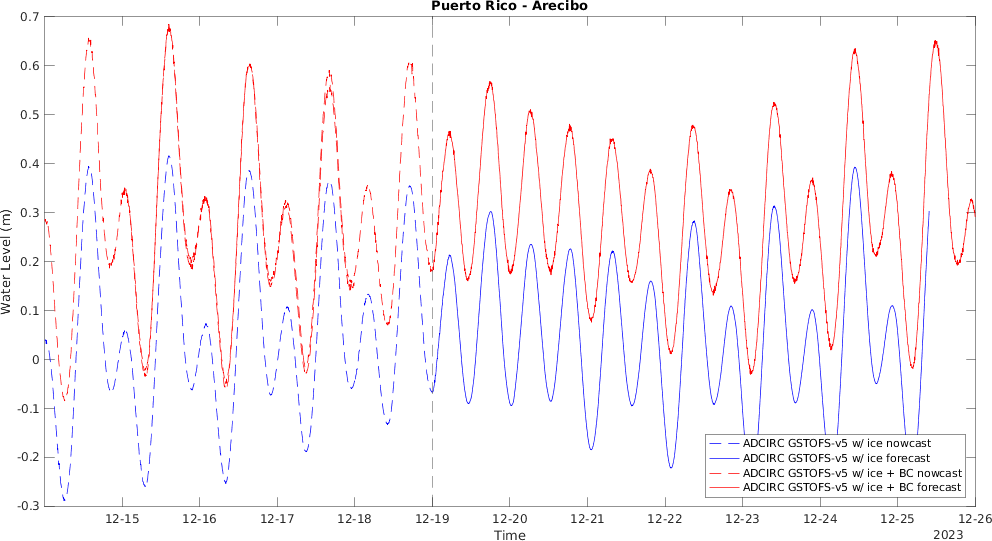 Puerto Rico - Arecibo
0.7
0.6
0.5
0.4
0.3
0.2
0.1
0
-0.1
-0.2
-0.3
Water Level (m)
ADCIRC GSTOFS-v5 w/ ice nowcast
ADCIRC GSTOFS-v5 w/ ice forecast
ADCIRC GSTOFS-v5 w/ ice + BC nowcast
ADCIRC GSTOFS-v5 w/ ice + BC forecast
12-15 12-16 12-17 12-18 12-19 12-20 12-21 12-22 12-23 12-24 12-25 12-26
Time
2023